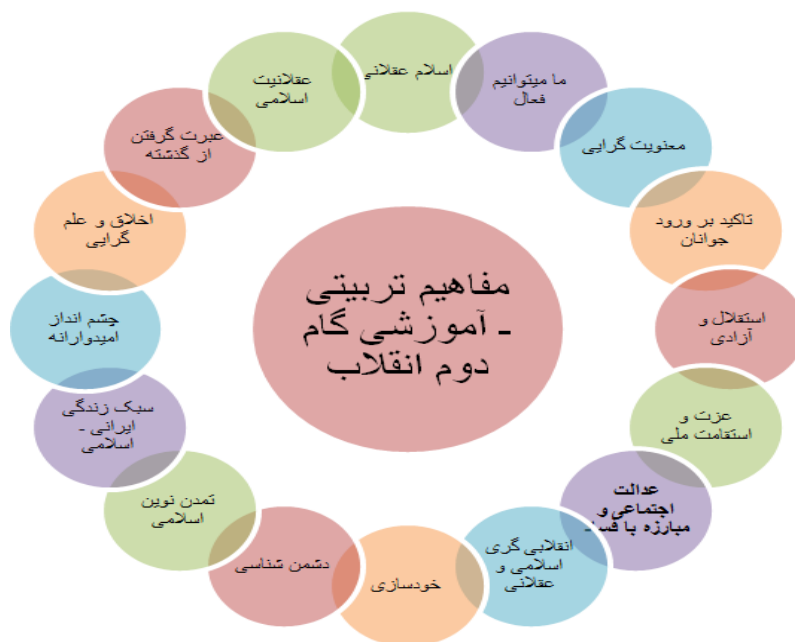 مفاهیم تربیتی
- آموزشی گام
دوم انقلاب
اسلام عقلانی
ما میتوانیم
فعال
معنویت گرایی
تاکید بر ورود
جوانان
استقلال و
آزادی
عزت و
استقامت ملی
عدالت
اجتماعی و
مبارزه با
انقلابی گری
اسلامی و
عقلانی
خودسازی
دشمن شناسی
تمدن نوین
اسلامی
سبک زندگی
ایرانی -
اسلامی
چشم انداز
امیدوارانه
اخلاق و علم
گرایی
عبرت گرفتن
از گذشته
عقلانیت
اسلامی